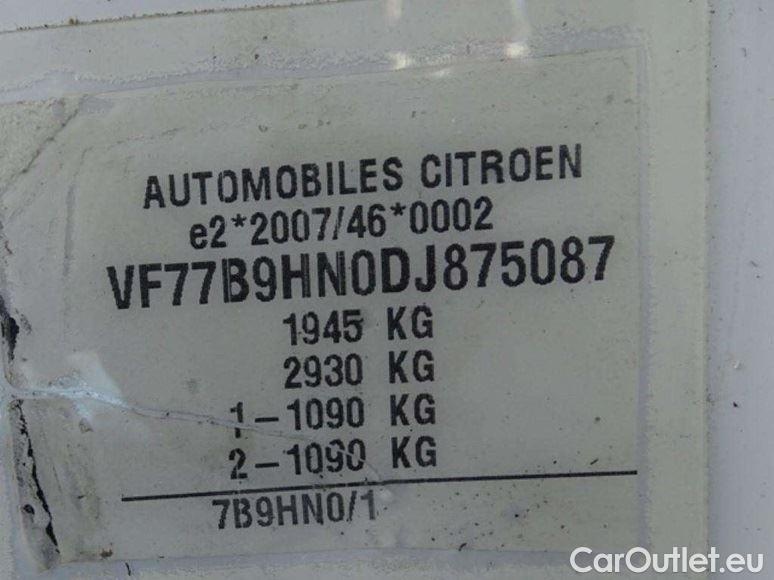 AUTOMOBILES CITROEN
e2*2007/46*0002
VF77B9HN0DJ875087
1945 KG
2930 KG
1-1090 KG
2-1090 KG
7B9HN0/1
CarOutlet.eu